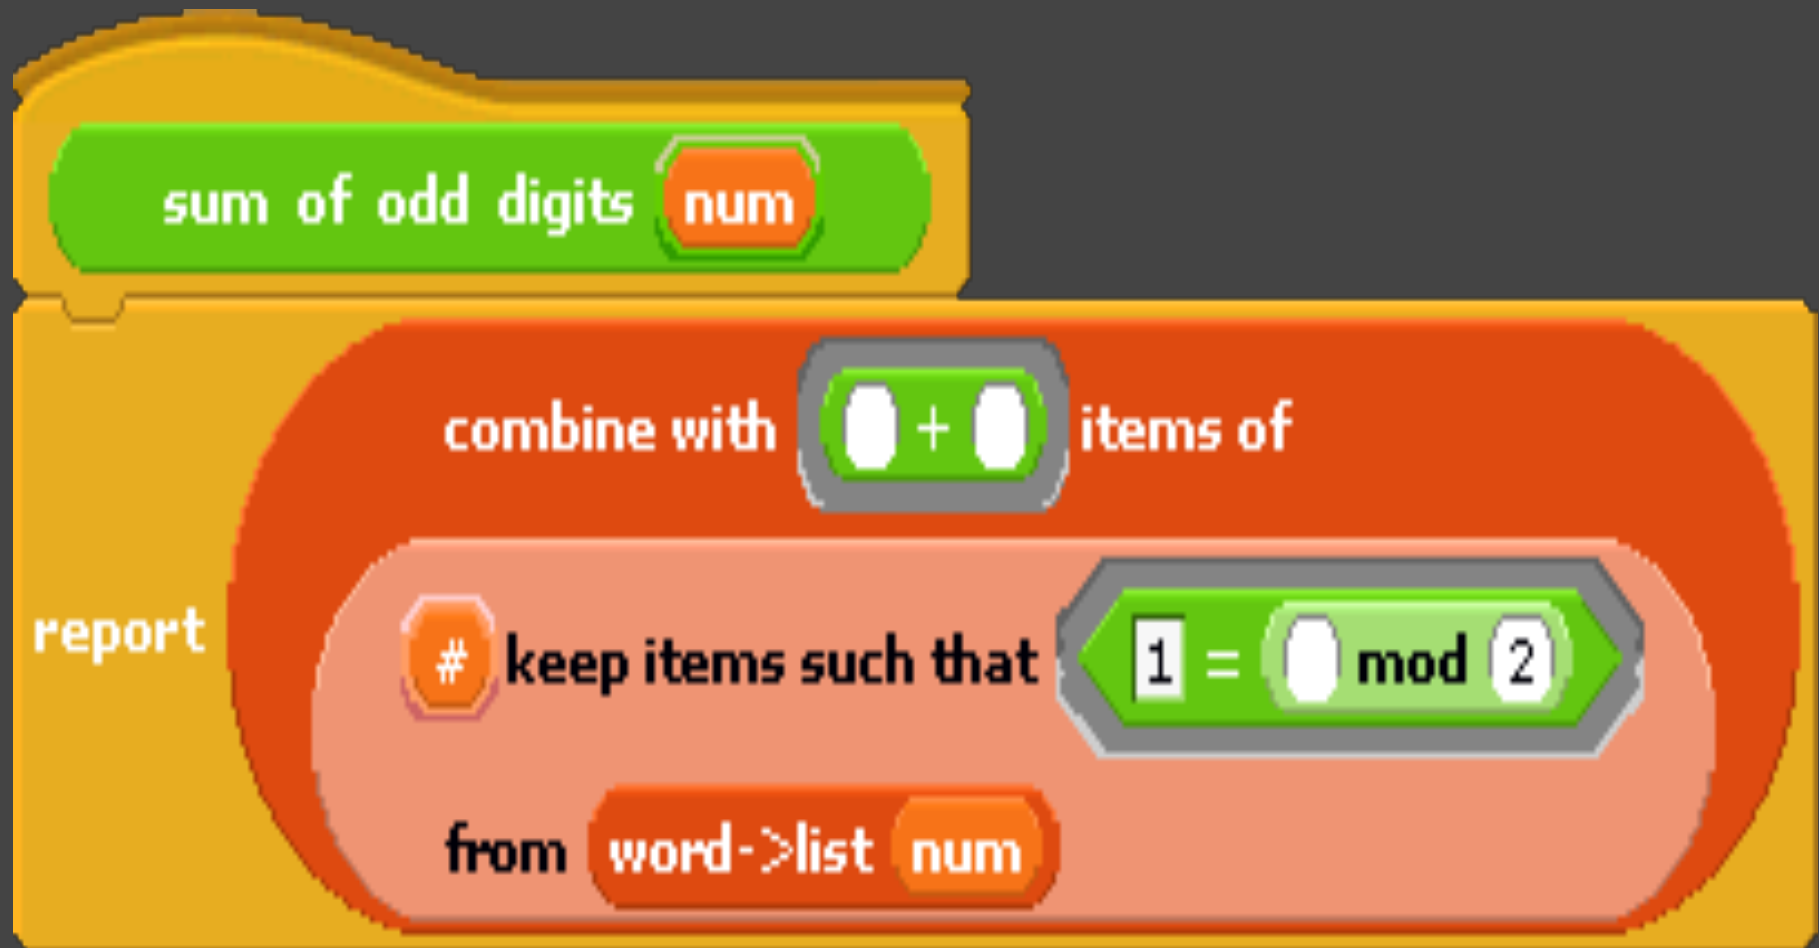 sum of odd digits num
combine with + items of
report # keep items such that 1 = mod 2
from word->list num